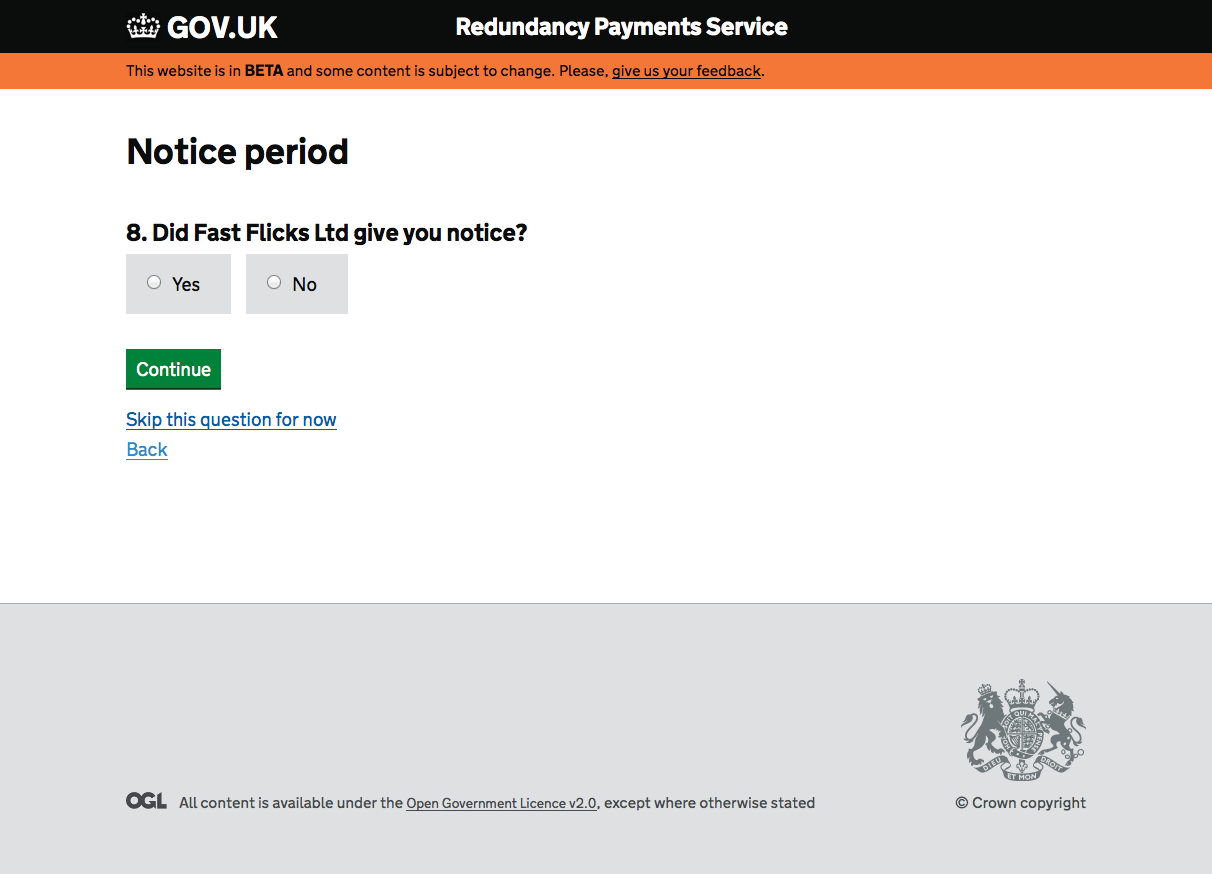 GOV.UK
Redundancy Payments Service
This website is in BETA and some content is subject to change. Please, give us your feedback.
Notice period
8. Did Fast Flicks Ltd give you notice?
Yes
No
Continue
Skip this question for now
Back
DIEU ET MON DROIT
OGL All content is available under the Open Government Licence v2.0, except where otherwise stated
© Crown copyright